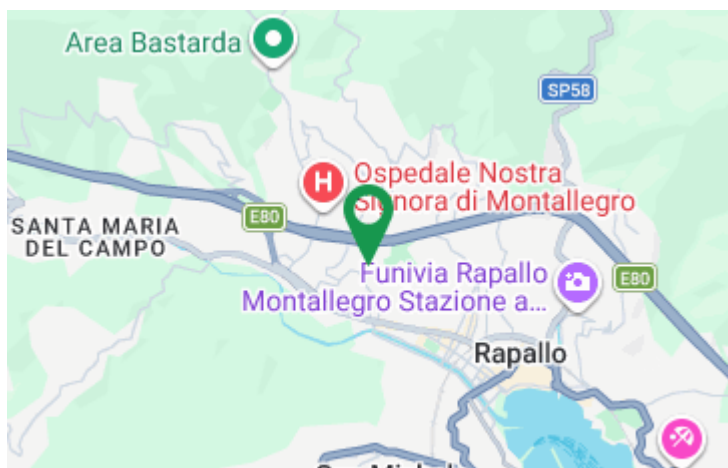 Area Bastarda
SP58
H
Ospedale Nostra
Signora di Montallegro
E80
SANTA MARIA
DEL CAMPO
Funivia Rapallo
Montallegro Stazione a...
E80
Rapallo